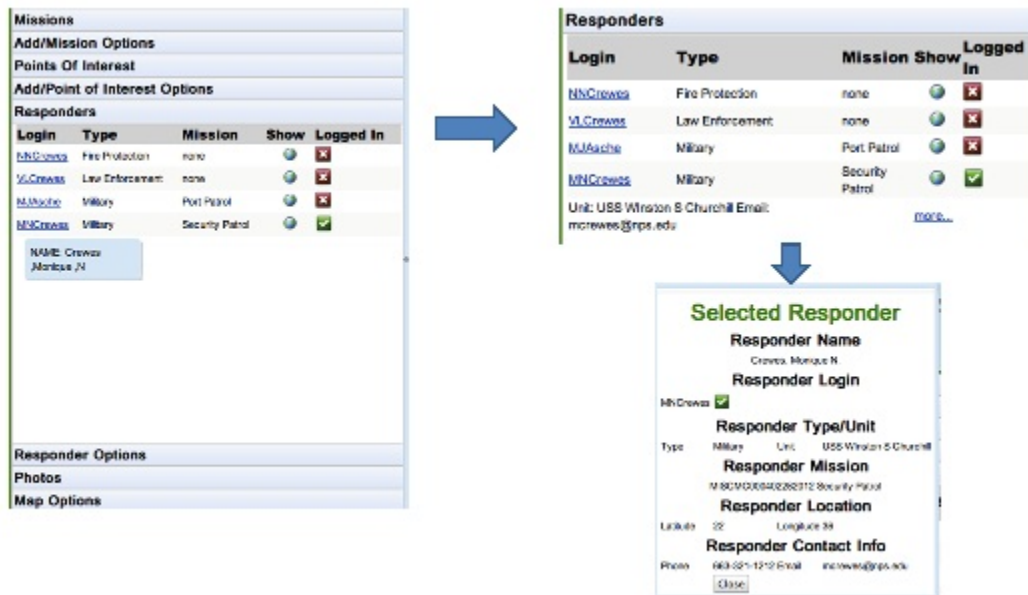 Missions
Add/Mission Options
Points Of Interest
Add/Point of Interest Options
Responders
Login Type Mission Show Logged In
NNCrewes Fire Protection none
VLCrewes Law Enforcement none
MJAsche Military Port Patrol
MNCrewes Military Security Patrol
NAME: Crewes
,Monique ,N
Responder Options
Photos
Map Options
Responders
Login Type Mission Show Logged
In
NNCrewes Fire Protection none
VLCrewes Law Enforcement none
MJAsche Military Port Patrol
MNCrewes Military Security
Patrol
Unit: USS Winston S Churchill Email:
mcrewes@nps.edu more...
Selected Responder
Responder Name
Crewes, Monique N
Responder Login
MNCrewes
Responder Type/Unit
Type Military Unit USS Winston S Churchill
Responder Mission
Security Patrol
Responder Location
Latitude 22 Longitude
Responder Contact Info
Phone Email mcrewes@nps.edu
Close